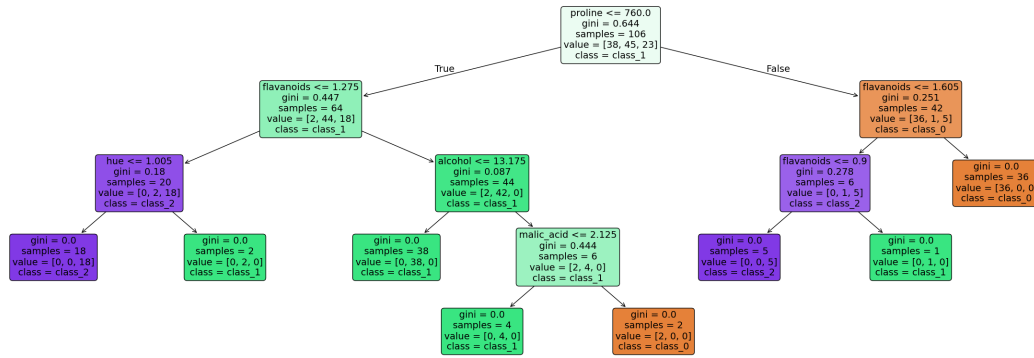 proline <= 760.0
gini = 0.644
samples = 106
value = [38, 45, 23]
class = class_1
True
False
flavanoids <= 1.275
gini = 0.447
samples = 64
value = [2, 44, 18]
class = class_1
flavanoids <= 1.605
gini = 0.251
samples = 42
value = [36, 1, 5]
class = class_0
hue <= 1.005
gini = 0.18
samples = 20
value = [0, 2, 18]
class = class_2
alcohol <= 13.175
gini = 0.087
samples = 44
value = [2, 42, 0]
class = class_1
flavanoids <= 0.9
gini = 0.278
samples = 6
value = [0, 1, 5]
class = class_2
gini = 0.0
samples = 36
value = [36, 0, 0]
class = class_0
gini = 0.0
samples = 18
value = [0, 0, 18]
class = class_2
gini = 0.0
samples = 2
value = [0, 2, 0]
class = class_1
gini = 0.0
samples = 38
value = [0, 38, 0]
class = class_1
malic_acid <= 2.125
gini = 0.444
samples = 6
value = [2, 4, 0]
class = class_1
gini = 0.0
samples = 5
value = [0, 0, 5]
class = class_2
gini = 0.0
samples = 1
value = [0, 1, 0]
class = class_1
gini = 0.0
samples = 4
value = [0, 4, 0]
class = class_1
gini = 0.0
samples = 2
value = [2, 0, 0]
class = class_0